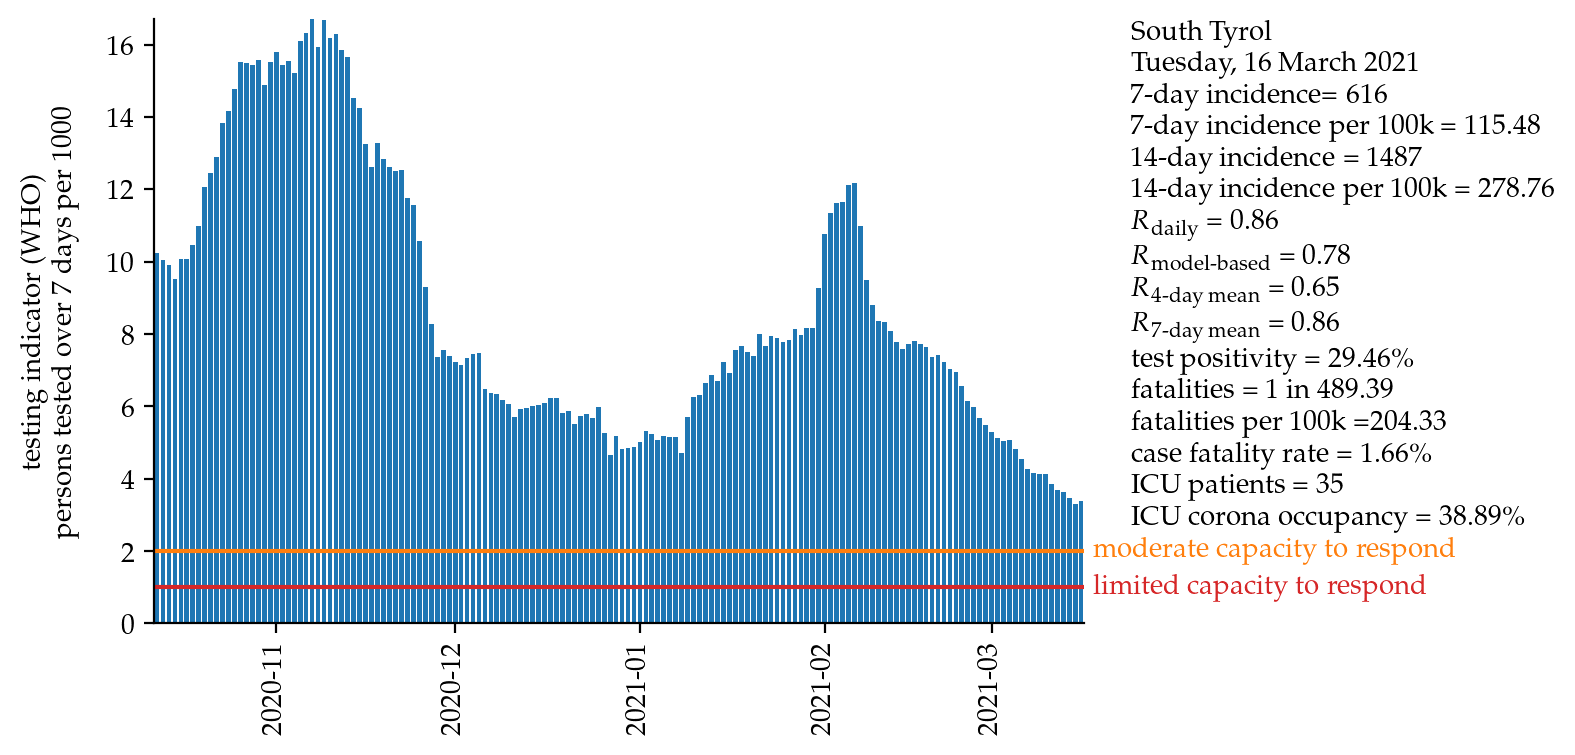 testing indicator (WHO)
persons tested over 7 days per 1000
16
14
12
10
8
6
4
2
0
2020-11
2020-12
2021-01
2021-02
2021-03
South Tyrol
Tuesday, 16 March 2021
7-day incidence= 616
7-day incidence per 100k = 115.48
14-day incidence = 1487
14-day incidence per 100k = 278.76
R daily = 0.86
R model-based = 0.78
R 4-day mean = 0.65
R 7-day mean = 0.86
test positivity = 29.46%
fatalities = 1 in 489.39
fatalities per 100k =204.33
case fatality rate = 1.66%
ICU patients = 35
ICU corona occupancy = 38.89%
moderate capacity to respond
limited capacity to respond